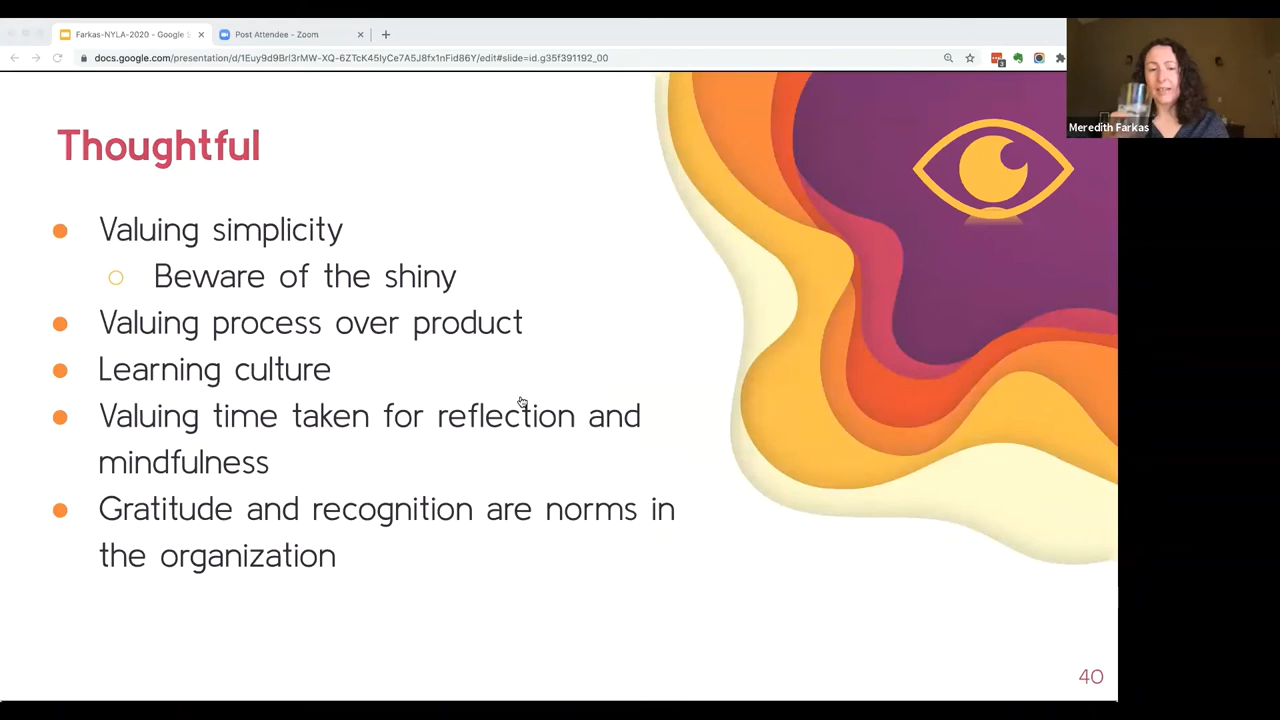 Farkas-NYLA-2020 - Google S
Post Attendee - Zoom
docs.google.com/presentation/d/1Euy9d9Brl3rMW-XQ-6ZTcK45IyCe7A5J8fx1nFid86Y/edit#slide=id.g35f391192_00
3
Meredith Farkas
Thoughtful
Valuing simplicity
Beware of the shiny
Valuing process over product
Learning culture
Valuing time taken for reflection and
mindfulness
Gratitude and recognition are norms in
the organization
40